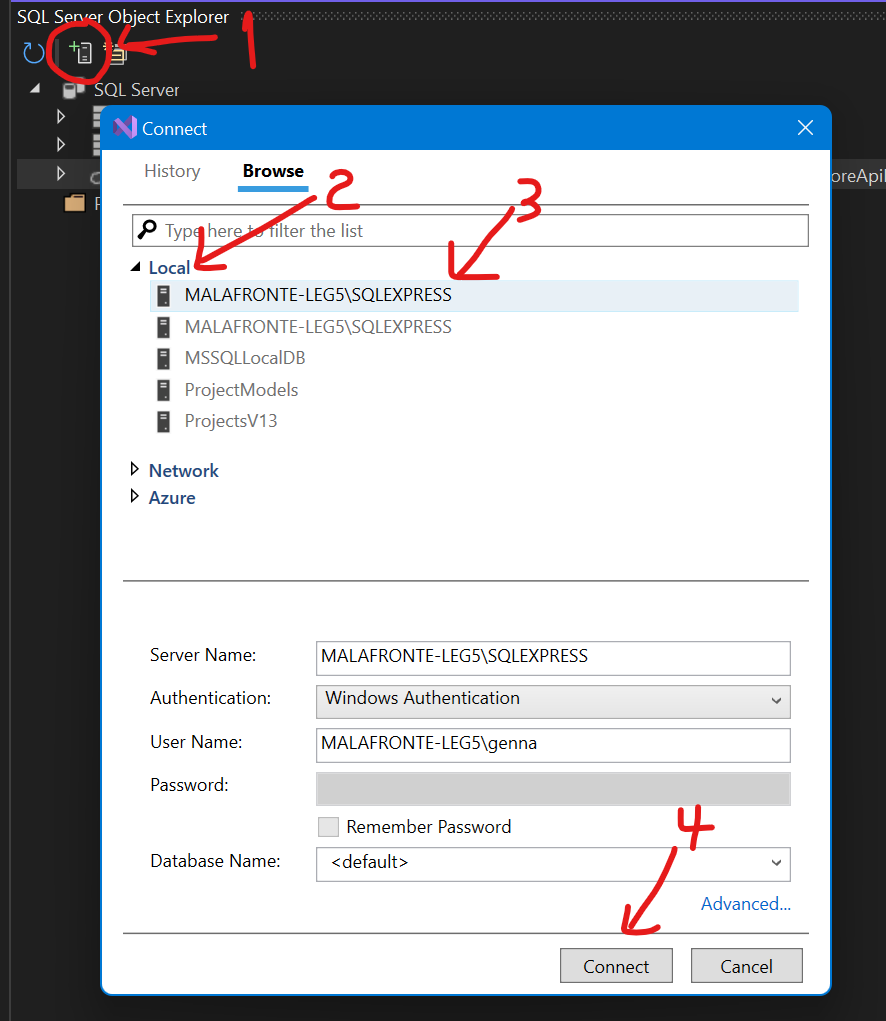 SQL Server Object Explorer
1
SQL Server
Connect
History Browse
2
3
Type here to filter the list
oreApi
Local
MALAFRONTE-LEG5\SQLEXPRESS
MALAFRONTE-LEG5\SQLEXPRESS
MSSQLLocalDB
ProjectModels
ProjectsV13
Network
Azure
Server Name: MALAFRONTE-LEG5\SQLEXPRESS
Authentication: Windows Authentication
User Name: MALAFRONTE-LEG5\genna
Password:
4
Remember Password
Database Name: <default>
Advanced...
Connect Cancel